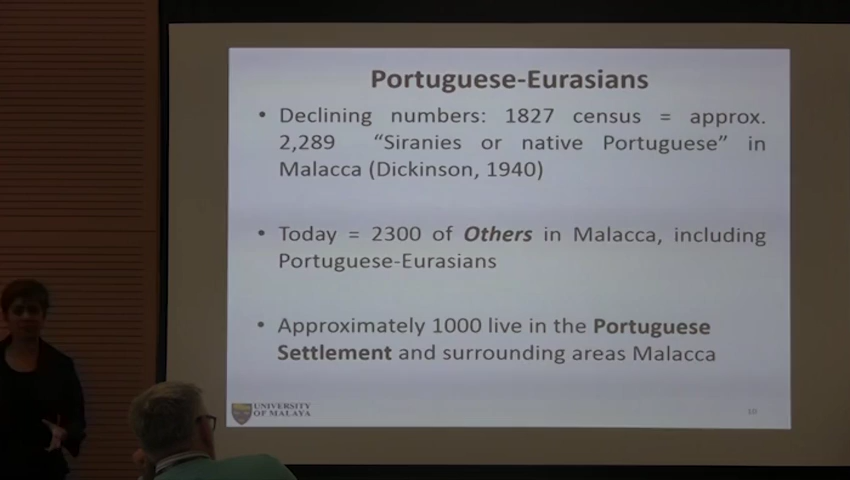 Portuguese-Eurasians
• Declining numbers: 1827 census = approx.
2,289 “Siranies or native Portuguese” in
Malacca (Dickinson, 1940)
• Today = 2300 of Others in Malacca, including
Portuguese-Eurasians
• Approximately 1000 live in the Portuguese
Settlement and surrounding areas Malacca
UNIVERSITY
OF MALAYA